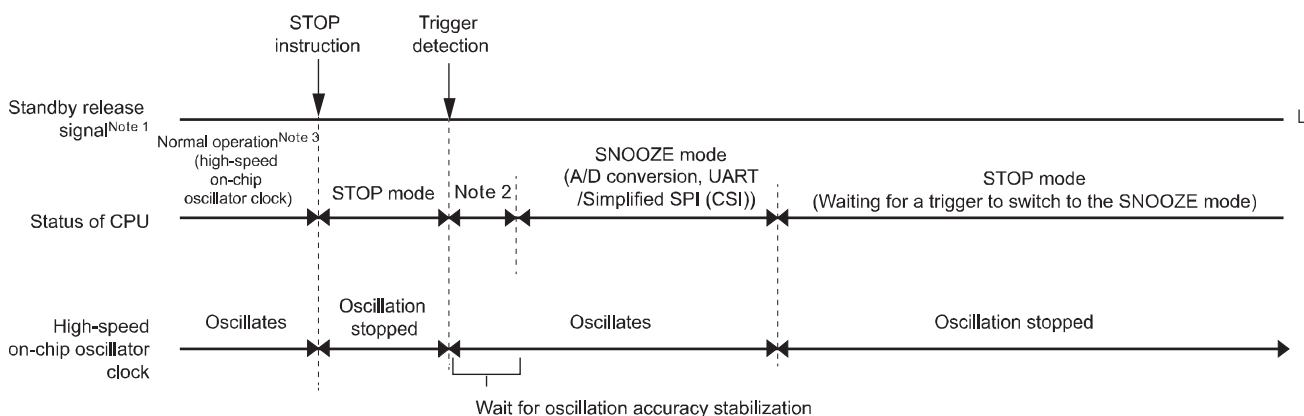 STOP
instruction
Trigger
detection
Standby release
signalNote 1
L
Normal operationNote 3
(high-speed
on-chip
oscillator clock)
STOP mode
Note 2
SNOOZE mode
(A/D conversion, UART
/Simplified SPI (CSI))
STOP mode
(Waiting for a trigger to switch to the SNOOZE mode)
Status of CPU
High-speed
on-chip oscillator
clock
Oscillates
Oscillation
stopped
Oscillates
Oscillation stopped
Wait for oscillation accuracy stabilization